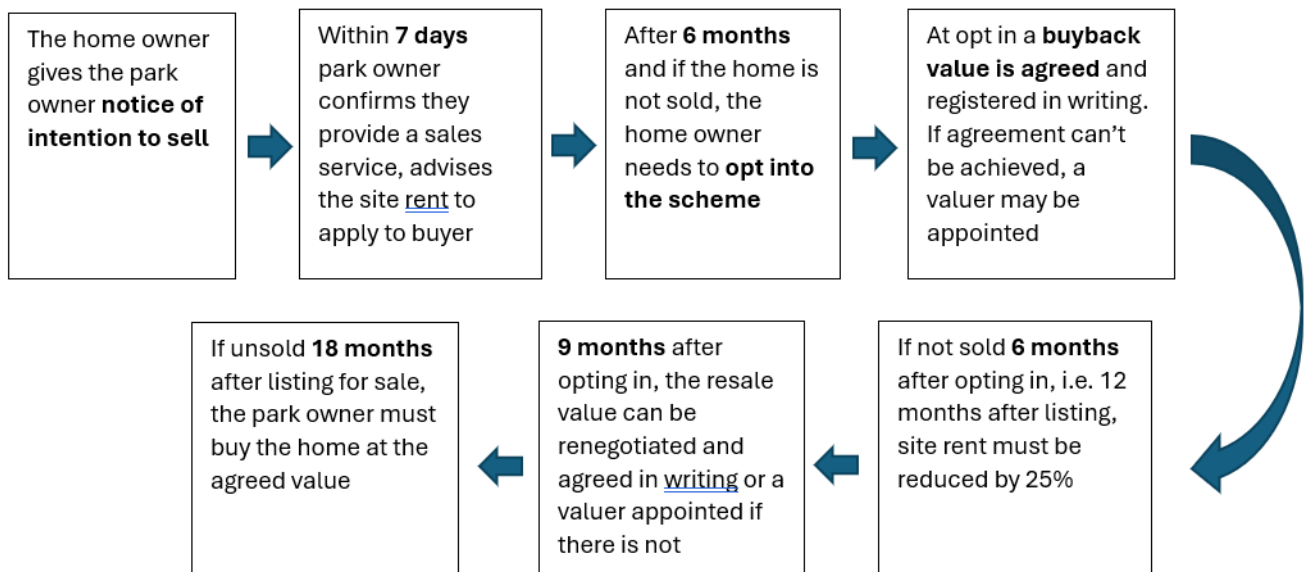 The home owner
gives the park
owner notice of
intention to sell
Within 7 days
park owner
confirms they
provide a sales
service, advises
the site rent to
apply to buyer
After 6 months
and if the home is
not sold, the
home owner
needs to opt into
the scheme
At opt in a buyback
value is agreed and
registered in writing.
If agreement can’t
be achieved, a
valuer may be
appointed
If not sold 6 months
after opting in, i.e. 12
months after listing,
site rent must be
reduced by 25%
9 months after
opting in, the resale
value can be
renegotiated and
agreed in writing or a
valuer appointed if
there is not
If unsold 18 months
after listing for sale,
the park owner must
buy the home at the
agreed value